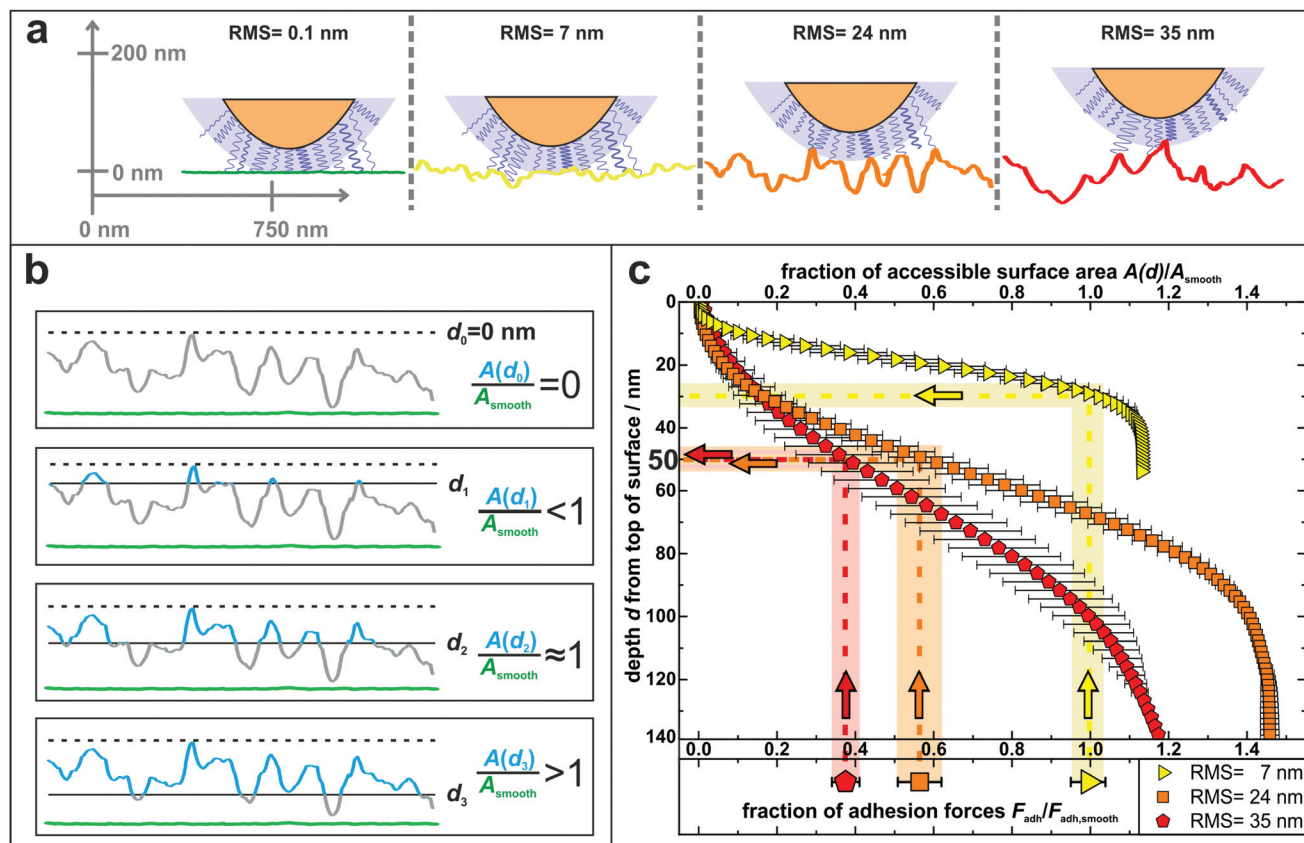 a
RMS= 0.1 nm
RMS= 7 nm
RMS= 24 nm
RMS= 35 nm
200 nm
0 nm
0 nm
750 nm
b
d0=0 nm
A(d0)
Asmooth
=0
d1
A(d1)
Asmooth
<1
d2
A(d2)
Asmooth
≈1
d3
A(d3)
Asmooth
>1
c
fraction of accessible surface area A(d)/Asmooth
0.0 0.2 0.4 0.6 0.8 1.0 1.2 1.4
0
20
40
50
60
80
100
120
140
depth d from top of surface / nm
0.0 0.2 0.4 0.6 0.8 1.0 1.2 1.4
fraction of adhesion forces Fadh/Fadh,smooth
RMS= 7 nm
RMS= 24 nm
RMS= 35 nm